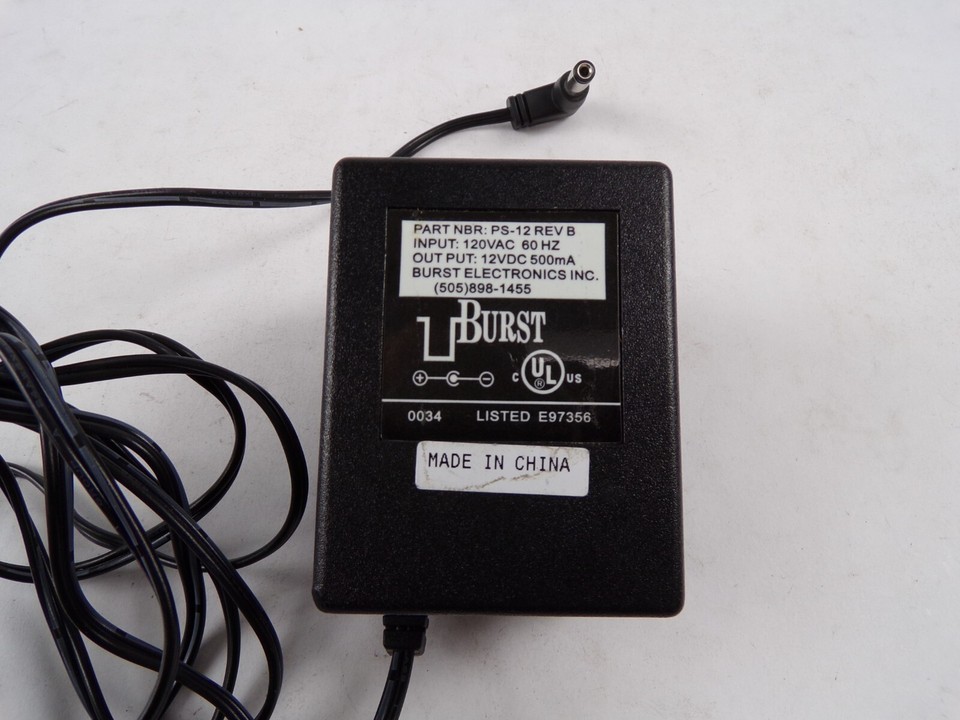 PART NBR: PS-12 REV B
INPUT: 120VAC 60 HZ
OUT PUT: 12VDC 500mA
BURST ELECTRONICS INC.
(505)898-1455
BURST
C UL US
®
0034 LISTED E97356
MADE IN CHINA